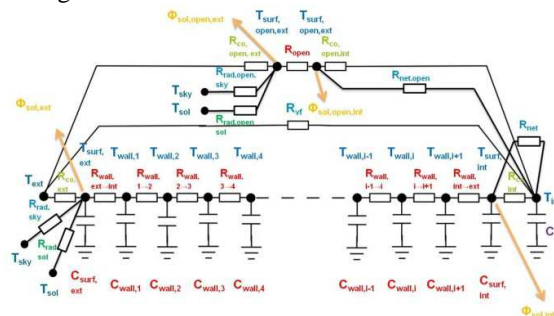 Φsol,open,ext
Tsurf, open,ext
Tsurf, open,ext
Rco, open, ext
Ropen
Rco, open,int
Rrad,open, sky
Rnet,open
Tsky
Tsol
Rrad,open sol
Φsol,open,int
Φsol,ext
Rvf
Rnet
Tsurf, ext
Twall,1
Twall,2
Twall,3
Twall,4
Twall,i-1
Twall,i
Twall,i+1
Tsurf, int
Text
Rco, ext
Rwall, ext→int
Rwall, 1→2
Rwall, 2→3
Rwall, 3→4
Rwall, i-1→i
Rwall, i→i+1
Rwall, int→ext
int
Rrad, sky
Rrad sol
Tsky
Tsol
C
Csurf, ext
Cwall,1
Cwall,2
Cwall,3
Cwall,4
Cwall,i-1
Cwall,i
Cwall,i+1
Csurf, int